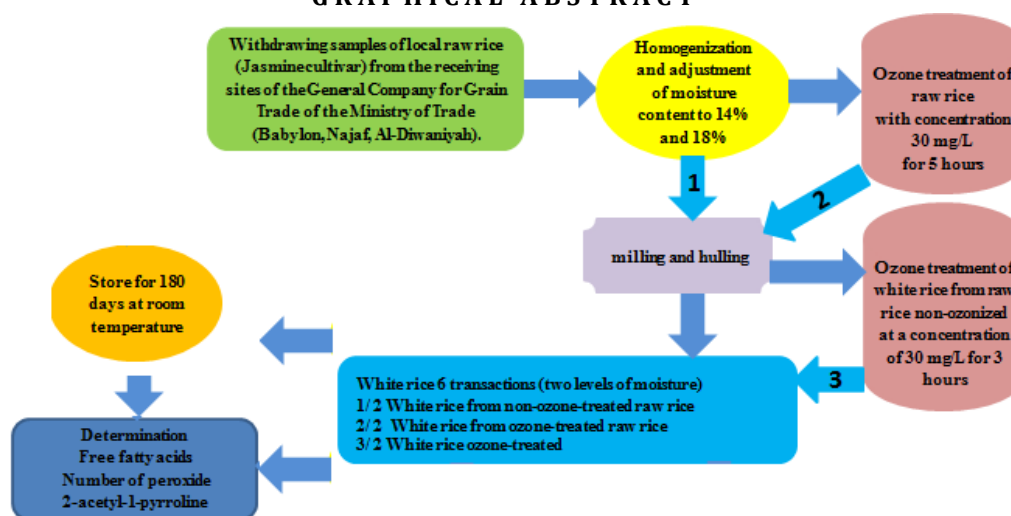 GRAPHICAL ABSTRACT
Withdrawing samples of local raw rice
(Jasmine cultivar) from the receiving
sites of the General Company for Grain
Trade of the Ministry of Trade
(Babylon, Najaf, Al-Diwaniyah).
Homogenization
and adjustment
of moisture
content to 14%
and 18%
Ozone treatment of
raw rice
with concentration
30 mg/L
for 5 hours
1
2
milling and hulling
Ozone treatment of
white rice from raw
rice non-ozonized
at a concentration
of 30 mg/L for 3
hours
3
White rice 6 transactions (two levels of moisture)
1/2 White rice from non-ozone-treated raw rice
2/2 White rice from ozone-treated raw rice
3/2 White rice ozone-treated
Store for 180
days at room
temperature
Determination
Free fatty acids
Number of peroxide
2-acetyl-1-pyrroline